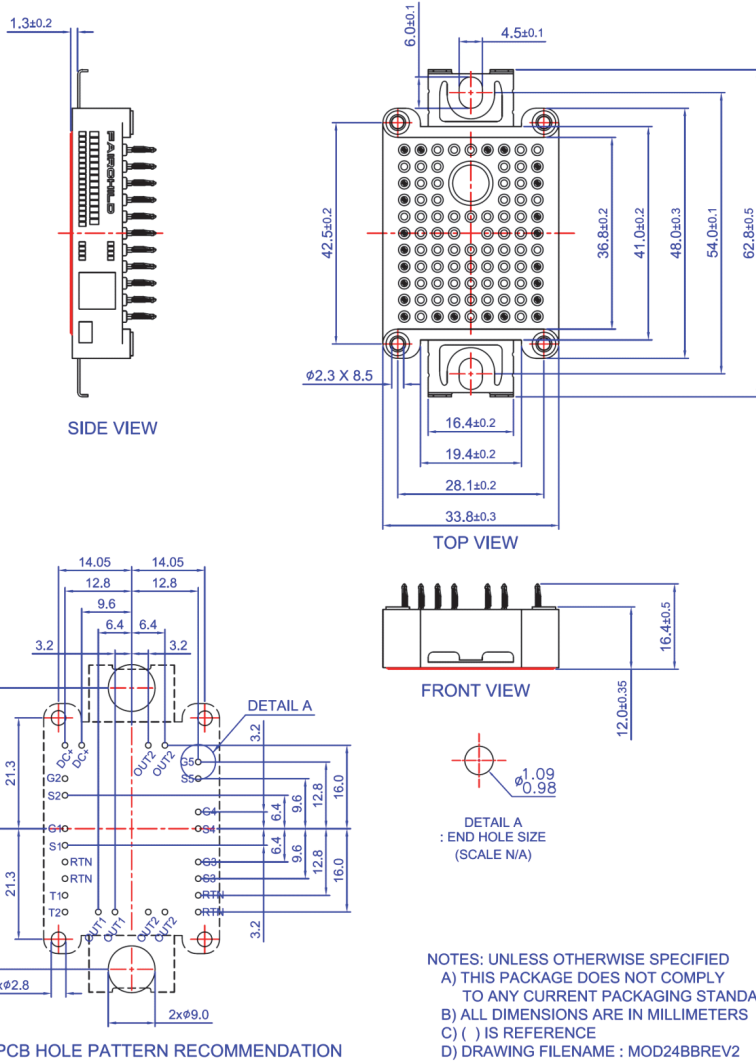 1.3±0.2
FAIRCHILD
SIDE VIEW
6.0±0.1
4.5±0.1
42.5±0.2
36.8±0.2
41.0±0.2
48.0±0.3
54.0±0.1
62.8±0.5
ø2.3 X 8.5
16.4±0.2
19.4±0.2
28.1±0.2
33.8±0.3
TOP VIEW
14.05
14.05
12.8
12.8
9.6
6.4
6.4
3.2
3.2
DETAIL A
21.3
21.3
DC+
DC+
OUT2
OUT2
G5
S5
G2
S2
G4
G1
S4
S1
RTN
G3
RTN
S3
T1
RTN
T2
RTN
OUT1
OUT1
OUT2
OUT2
3.2
6.4
9.6
12.8
16.0
6.4
9.6
12.8
16.0
3.2
xø2.8
2xø9.0
PCB HOLE PATTERN RECOMMENDATION
16.4±0.5
12.0±0.35
FRONT VIEW
ø1.09
0.98
DETAIL A
: END HOLE SIZE
(SCALE N/A)
NOTES: UNLESS OTHERWISE SPECIFIED
A) THIS PACKAGE DOES NOT COMPLY
TO ANY CURRENT PACKAGING STANDA
B) ALL DIMENSIONS ARE IN MILLIMETERS
C) ( ) IS REFERENCE
D) DRAWING FILENAME : MOD24BBREV2